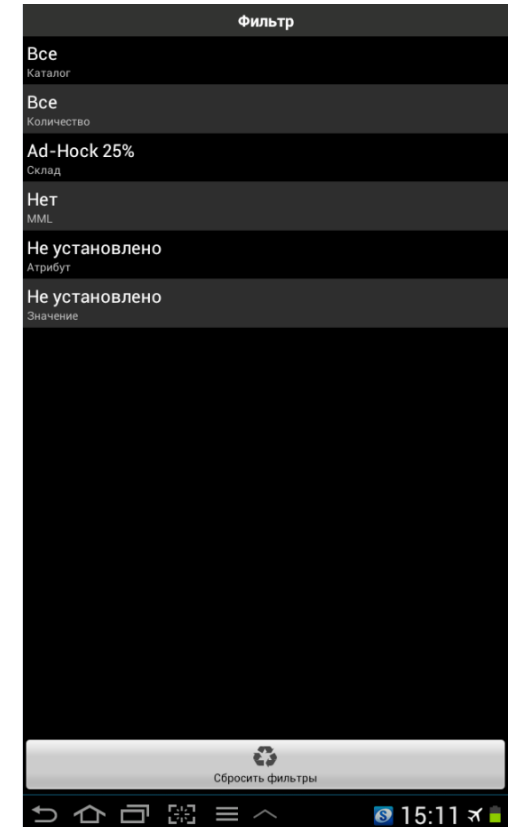 Фильтр
Все
Каталог
Все
Количество
Ad-Hock 25%
Склад
Нет
MML
Не установлено
Атрибут
Не установлено
Значение
Сбросить фильтры
15:11